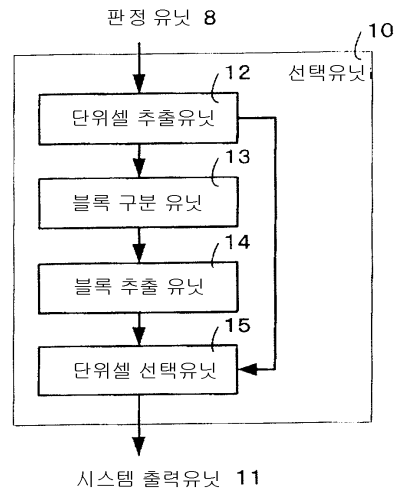 판정 유닛 8
10
선택유닛
12
단위셀 추출유닛
13
블록 구분 유닛
14
블록 추출 유닛
15
단위셀 선택유닛
시스템 출력유닛 11